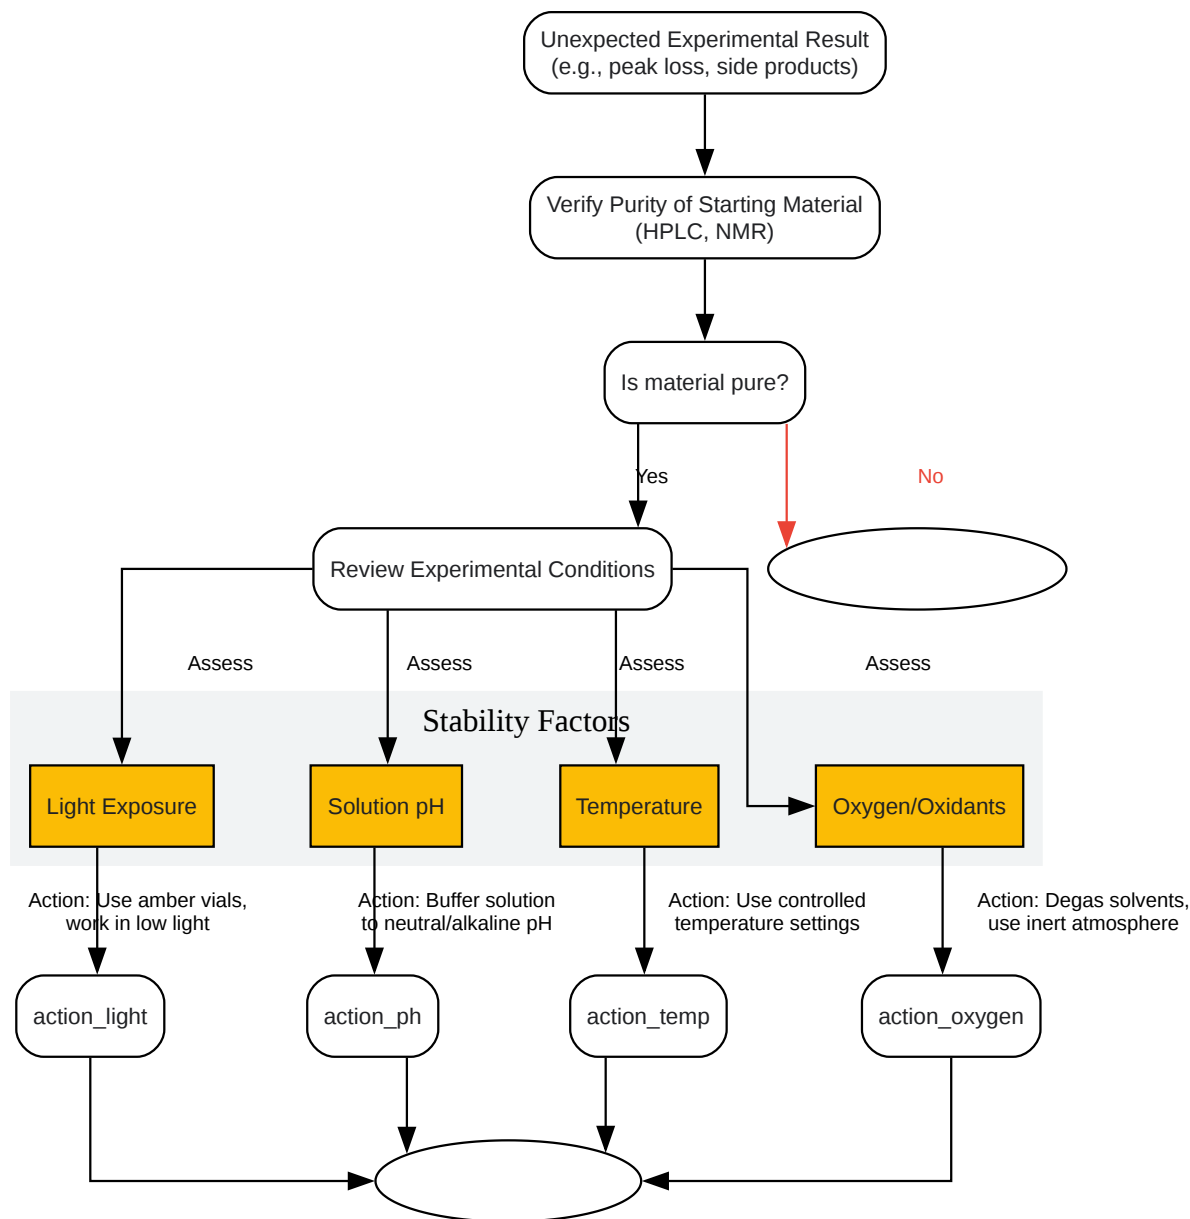 Unexpected Experimental Result
(e.g., peak loss, side products)
Verify Purity of Starting Material
(HPLC, NMR)
Is material pure?
Yes
No
Review Experimental Conditions
Assess
Assess
Assess
Assess
Stability Factors
Light Exposure
Solution pH
Temperature
Oxygen/Oxidants
Action: Use amber vials,
work in low light
Action: Buffer solution
to neutral/alkaline pH
Action: Use controlled
temperature settings
Action: Degas solvents,
use inert atmosphere
action_light
action_ph
action_temp
action_oxygen